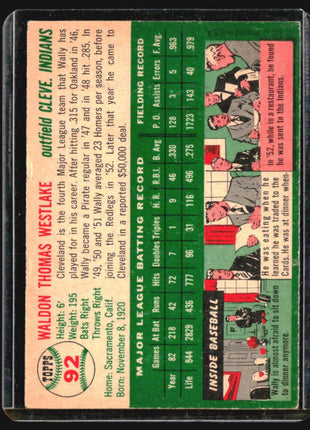 TOPPS
92
WALDON THOMAS WESTLAKE
outfield CLEVE. INDIANS
Height: 6'
Weight: 195
Bats Right
Throws Right
Home: Sacramento, Calif.
Born: November 8, 1920
Cleveland is the fourth Major League team that Wally has
played for in his career. After hitting .315 for Oakland in '46,
Wally became a Pirate regular in '47 and in '48 hit .285. In
'49, '50 and '51 Wally averaged 23 Homers per season, before
joining the Redlegs in '52. Later that year, he came to
Cleveland in a reported $50,000 deal.
MAJOR LEAGUE BATTING RECORD FIELDING RECORD
Games At Bat Runs Hits Doubles Triples H. R. R.B.I. B. Avg. P. O. Assists Errors F. Avg.
Year 82 218 42 72 7 1 9 46 .330 128 3 5 .963
Life 844 777 96 31 116 496 .275 1723 143 40 .979
INSIDE BASEBALL
Wally is almost afraid to sit down
to dinner anymore.
He was eating when he
learned he was traded to the
Cards. He was at dinner when
in '52, while in a restaurant, he found
he was sent to the Indians.
Printed in U.S.A.